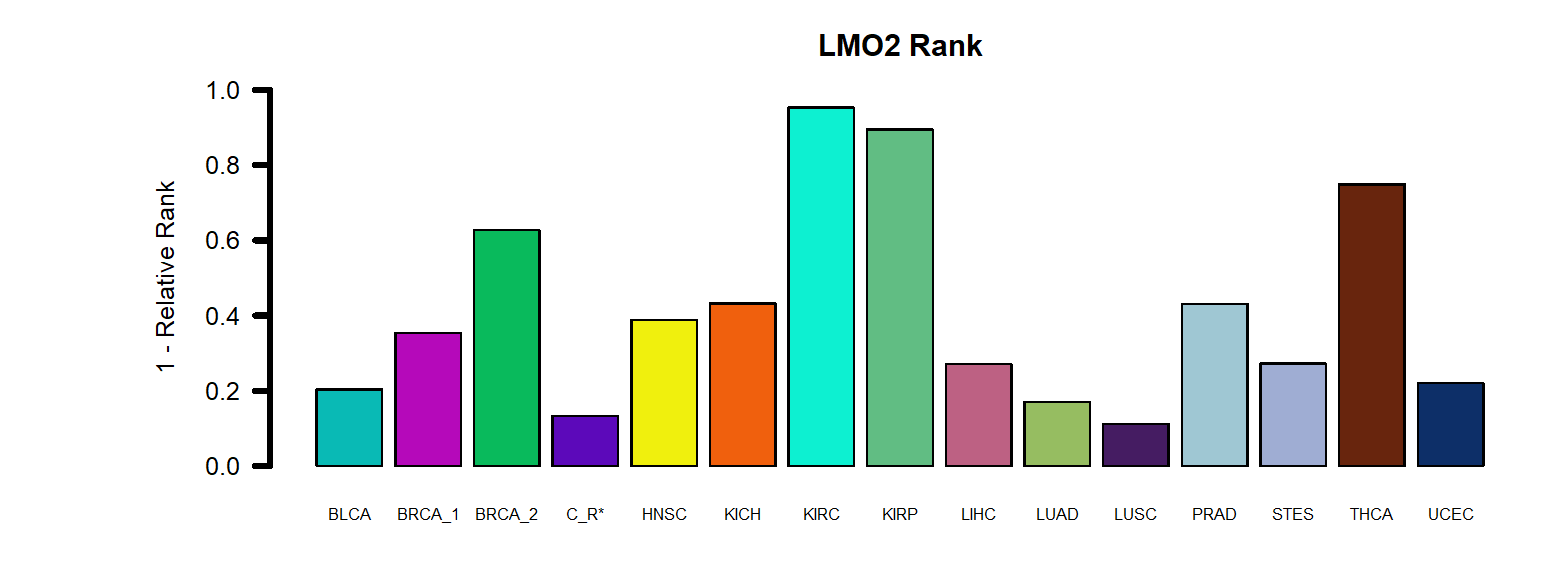 LMO2 Rank
1 - Relative Rank
1.0
0.8
0.6
0.4
0.2
0.0
BLCA BRCA_1 BRCA_2 C_R* HNSC KICH KIRC KIRP LIHC LUAD LUSC PRAD STES THCA UCEC